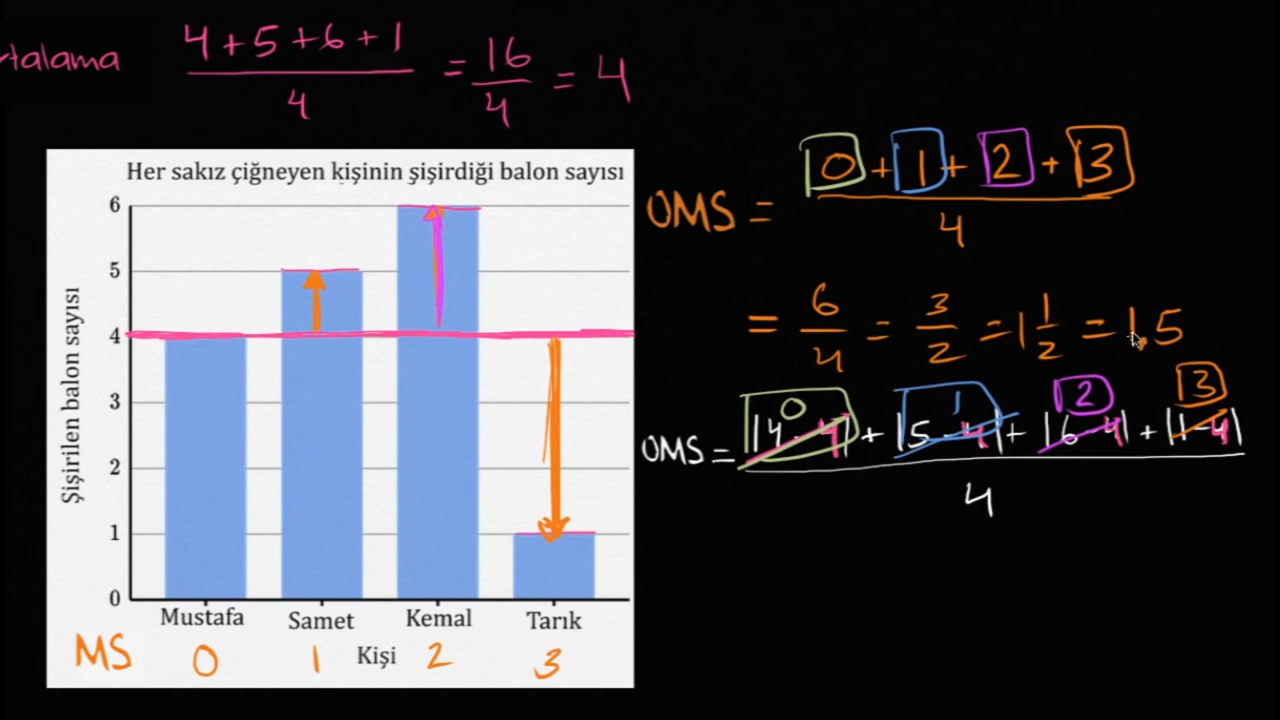 rtalama
4+5+6+1
4
= 16/4 = 4
Her sakız çiğneyen kişinin şişirdiği balon sayısı
Şişirilen balon sayısı
6
5
4
3
2
1
0
Mustafa Samet Kemal Tarık
Kişi
MS 0 1 2 3
OMS = |0+1+2+3
4
= 6/4 = 3/2 = 1 1/2 = 1,5
0 1 2 3
OMS = |4-4|+|5-4|+|6-4|+|1-4|
4